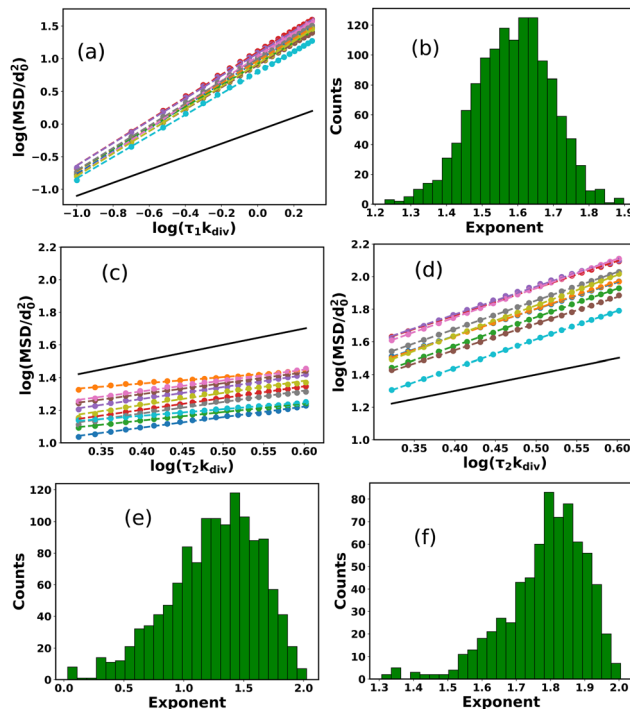 (a)
log(MSD/d₀²)
1.5
1.0
0.5
0.0
−0.5
−1.0
−1.0 −0.8 −0.6 −0.4 −0.2 0.0 0.2
log(τ₁k_div)
(b)
Counts
120
100
80
60
40
20
0
1.2 1.3 1.4 1.5 1.6 1.7 1.8 1.9
Exponent
(c)
log(MSD/d₀²)
2.2
2.0
1.8
1.6
1.4
1.2
1.0
0.35 0.40 0.45 0.50 0.55 0.60
log(τ₂k_div)
(d)
log(MSD/d₀²)
2.2
2.0
1.8
1.6
1.4
1.2
1.0
0.35 0.40 0.45 0.50 0.55 0.60
log(τ₂k_div)
(e)
Counts
120
100
80
60
40
20
0
0.0 0.5 1.0 1.5 2.0
Exponent
(f)
Counts
80
70
60
50
40
30
20
10
0
1.3 1.4 1.5 1.6 1.7 1.8 1.9 2.0
Exponent